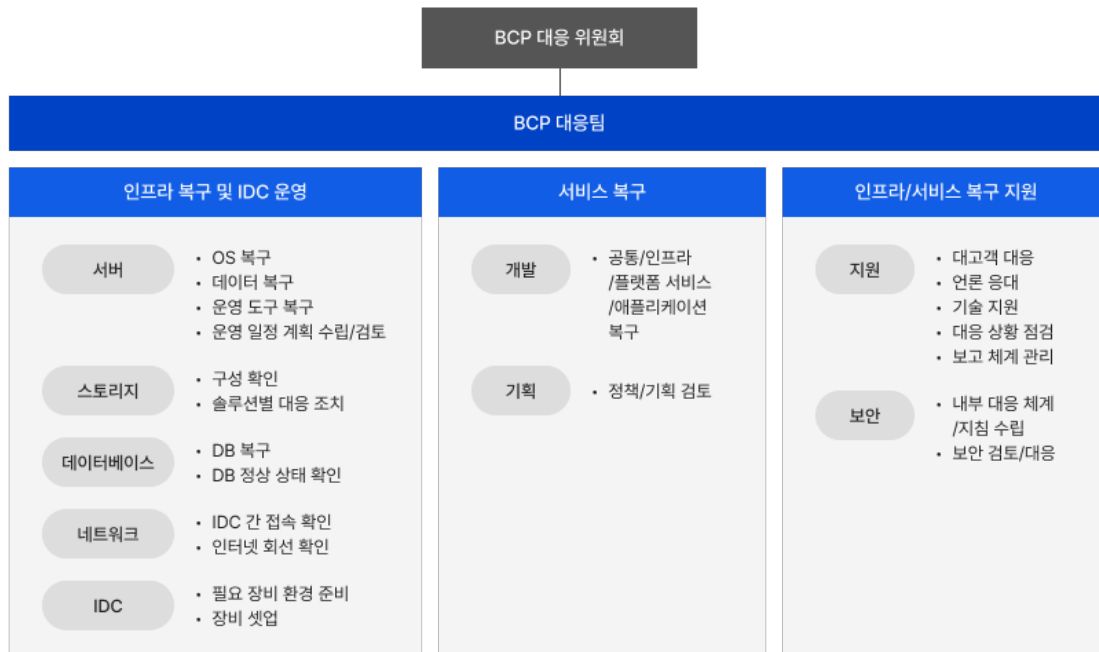 BCP 대응 위원회
BCP 대응팀
인프라 복구 및 IDC 운영
서버
• OS 복구
• 데이터 복구
• 운영 도구 복구
• 운영 일정 계획 수립/검토
스토리지
• 구성 확인
• 솔루션별 대응 조치
데이터베이스
• DB 복구
• DB 정상 상태 확인
네트워크
• IDC 간 접속 확인
• 인터넷 회선 확인
IDC
• 필요 장비 환경 준비
• 장비 셋업
서비스 복구
개발
• 공통/인프라
/플랫폼 서비스
/애플리케이션
복구
기획
• 정책/기획 검토
인프라/서비스 복구 지원
지원
• 대고객 대응
• 언론 응대
• 기술 지원
• 대응 상황 점검
• 보고 체계 관리
보안
• 내부 대응 체계
/지침 수립
• 보안 검토/대응